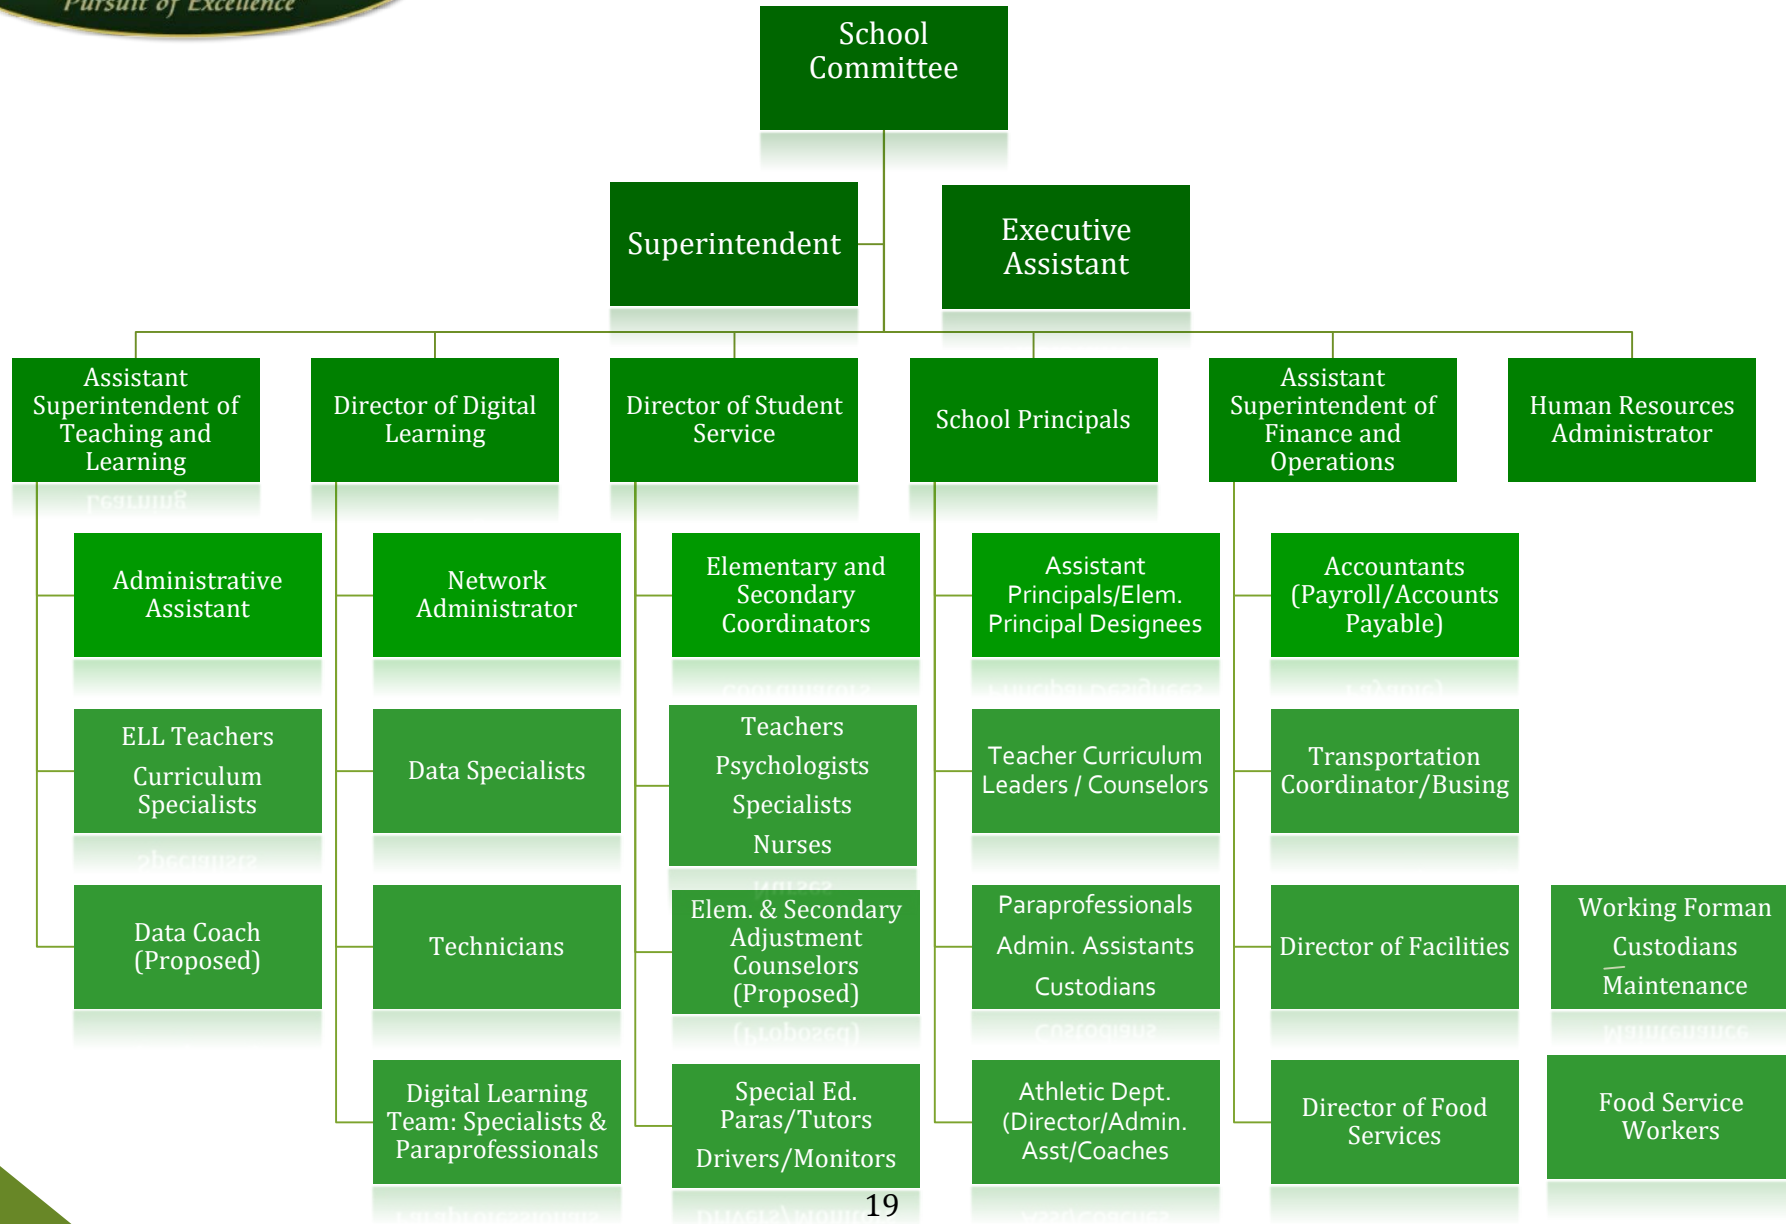 Pursuit of Excellence
School
Committee
Superintendent
Executive
Assistant
Assistant
Superintendent of
Teaching and
Learning
Director of Digital
Learning
Director of Student
Service
School Principals
Assistant
Superintendent of
Finance and
Operations
Human Resources
Administrator
Administrative
Assistant
Network
Administrator
Elementary and
Secondary
Coordinators
Assistant
Principals/Elem.
Principal Designees
Accountants
(Payroll/Accounts
Payable)
ELL Teachers
Curriculum
Specialists
Data Specialists
Teachers
Psychologists
Specialists
Nurses
Teacher Curriculum
Leaders / Counselors
Transportation
Coordinator/Busing
Data Coach
(Proposed)
Technicians
Elem. & Secondary
Adjustment
Counselors
(Proposed)
Paraprofessionals
Admin. Assistants
Custodians
Director of Facilities
Working Forman
Custodians
Maintenance
Digital Learning
Team: Specialists &
Paraprofessionals
Special Ed.
Paras/Tutors
Drivers/Monitors
Athletic Dept.
(Director/Admin.
Asst/Coaches
Director of Food
Services
Food Service
Workers
19